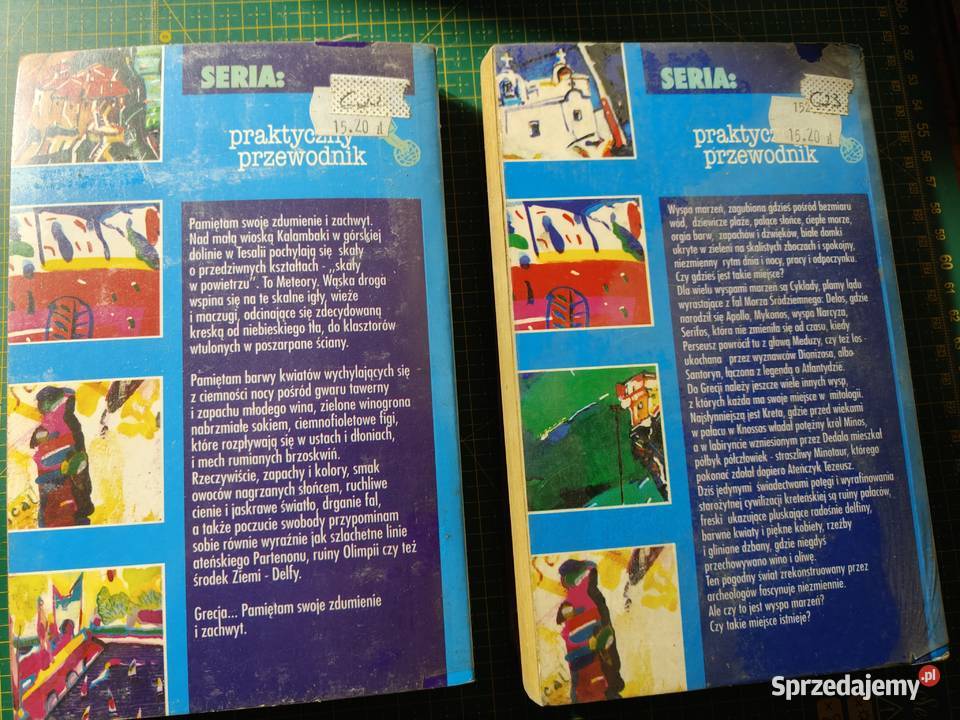 SERIA:
15.20 zł
praktyczny
przewodnik
Pamiętam swoje zdumienie i zachwyt.
Nad małą wioską Kalambaki w górskiej
dolinie w Tesalii pochylają się skały
o przedziwnych kształtach - „skały
w powietrzu". To Meteory. Wąska droga
wspina się na te skalne igły, wieże
i maczugi, odcinające się zdecydowaną
kreską od niebieskiego tła, do klasztorów
wtulonych w poszarpane ściany.
Pamiętam barwy kwiatów wychylających się
z ciemności nocy pośród gwaru tawerny
i zapachu młodego wina, zielone winogrona
nabrzmiałe sokiem, ciemnofioletowe figi,
które rozpływają się w ustach i dłoniach,
i mech rumianych brzoskwiń.
Rzeczywiście, zapachy i kolory, smak
owoców nagrzanych słońcem, ruchliwe
cienie i jaskrawe światło, drganie fal,
a także poczucie swobody przypominam
sobie równie wyraźnie jak szlachetne linie
ateńskiego Partenonu, ruiny Olimpii czy też
środek Ziemi - Delfy.
Grecja... Pamiętam swoje zdumienie
i zachwyt.
SERIA:
G23
15.20 zł
praktyczny
przewodnik
Wyspa marzeń, zagubiona gdzieś pośród bezmiaru
wód, dziewicze plaże, palące słońce, ciepłe morze,
orgia barw, zapachów i dźwięków, białe domki
ukryte w zieleni na skalistych zboczach i spokojny,
niezmienny rytm dnia i nocy, pracy i odpoczynku.
Czy gdzieś jest takie miejsce?
Dla wielu wyspami marzeń są Cyklady, plamy lądu
wyrastające z fal Morza Śródziemnego: Delos, gdzie
narodził się Apollo, Mykonos, wyspa Narcyza,
Serifos, która nie zmieniła się od czasu, kiedy
Perseusz powrócił tu z głową Meduzy, czy też Ios -
ukochana przez wyznawców Dionizosa, albo
Santoryn, łączona z legendą o Atlantydzie.
Do Grecji należy jeszcze wiele innych wysp,
z których każda ma swoje miejsce w mitologii.
Najsłynniejszą jest Kreta, gdzie przed wiekami
w pałacu w Knossos władał potężny król Minos,
a w labiryncie wzniesionym przez Dedala mieszkał
półbyk półczłowiek - straszliwy Minotaur, którego
pokonać zdołał dopiero Ateńczyk Tezeusz.
Dziś jedynymi świadectwami potęgi i wyrafinowania
starożytnej cywilizacji kreteńskiej są ruiny pałaców,
freski ukazujące pluskające radośnie delfiny,
barwne kwiaty i piękne kobiety, rzeźby
i gliniane dzbany, gdzie niegdyś
przechowywano wino i oliwę.
Ten pogodny świat zrekonstruowany przez
archeologów fascynuje niezmiennie.
Ale czy to jest wyspa marzeń?
Czy takie miejsce istnieje?
Sprzedajemy.pl